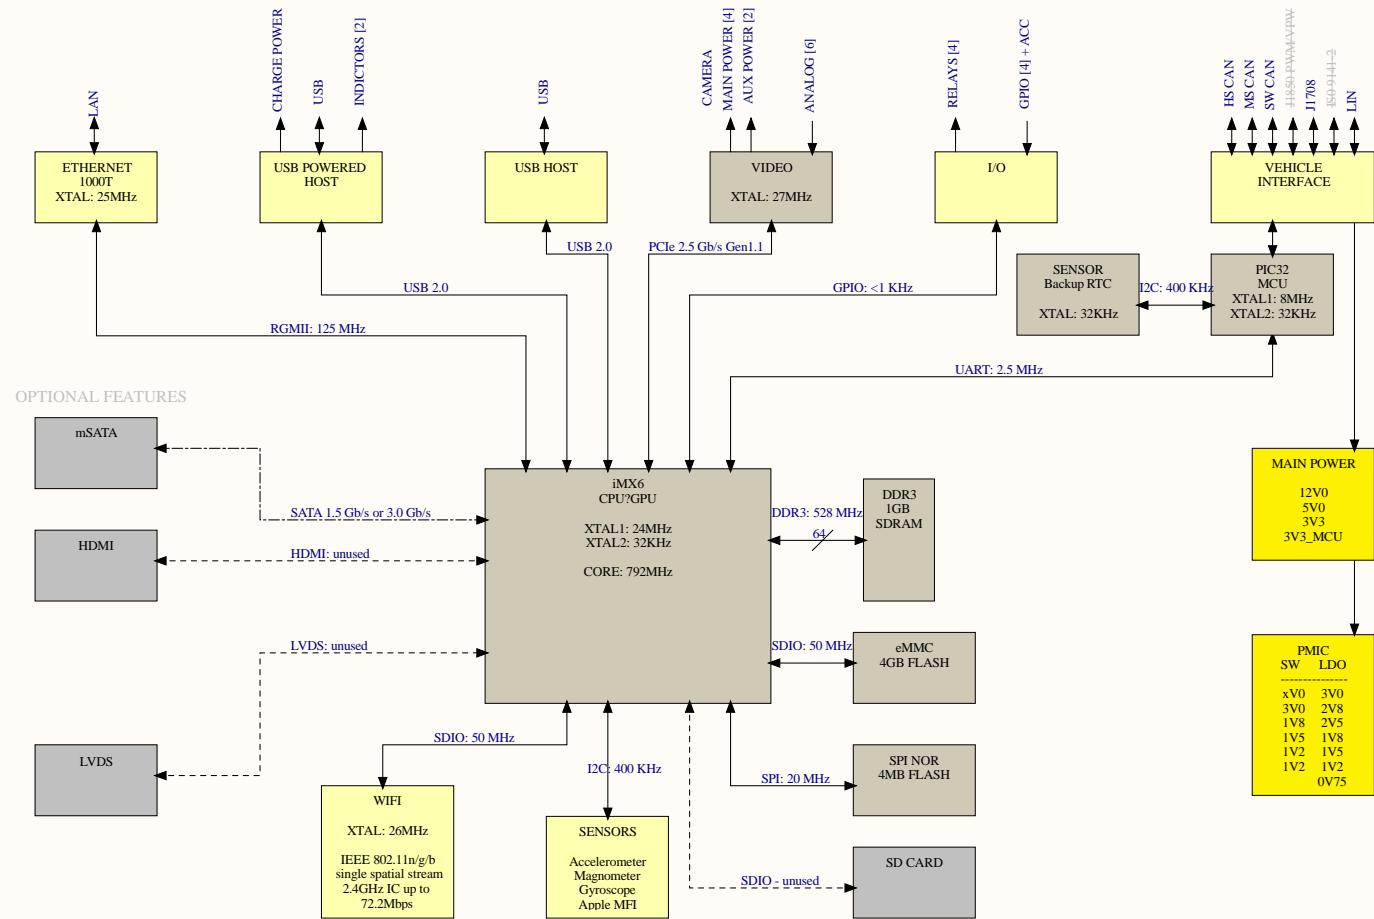 LAN
CHARGE POWER
USB
INDICTORS [2]
USB
CAMERA
MAIN POWER [4]
AUX POWER [2]
ANALOG [6]
RELAYS [4]
GPIO [4] + ACC
HS CAN
MS CAN
SW CAN
J1850 PWM/VPW
J1708
ISO 9141-2
LIN
ETHERNET
1000T
XTAL: 25MHz
USB POWERED
HOST
USB HOST
VIDEO
XTAL: 27MHz
I/O
VEHICLE
INTERFACE
USB 2.0
PCIe 2.5 Gb/s Gen1.1
USB 2.0
GPIO: <1 KHz
SENSOR
Backup RTC
XTAL: 32KHz
I2C: 400 KHz
PIC32
MCU
XTAL1: 8MHz
XTAL2: 32KHz
RGMII: 125 MHz
UART: 2.5 MHz
OPTIONAL FEATURES
mSATA
SATA 1.5 Gb/s or 3.0 Gb/s
HDMI
HDMI: unused
LVDS: unused
LVDS
iMX6
CPU?GPU
XTAL1: 24MHz
XTAL2: 32KHz
CORE: 792MHz
DDR3: 528 MHz
64
DDR3
1GB
SDRAM
SDIO: 50 MHz
eMMC
4GB FLASH
MAIN POWER
12V0
5V0
3V3
3V3_MCU
PMIC
SW LDO
---------------
xV0 3V0
3V0 2V8
1V8 2V5
1V5 1V8
1V2 1V5
1V2 1V2
0V75
SDIO: 50 MHz
I2C: 400 KHz
SPI: 20 MHz
SPI NOR
4MB FLASH
WIFI
XTAL: 26MHz
IEEE 802.11n/g/b
single spatial stream
2.4GHz IC up to
72.2Mbps
SENSORS
Accelerometer
Magnometer
Gyroscope
Apple MFI
SDIO - unused
SD CARD